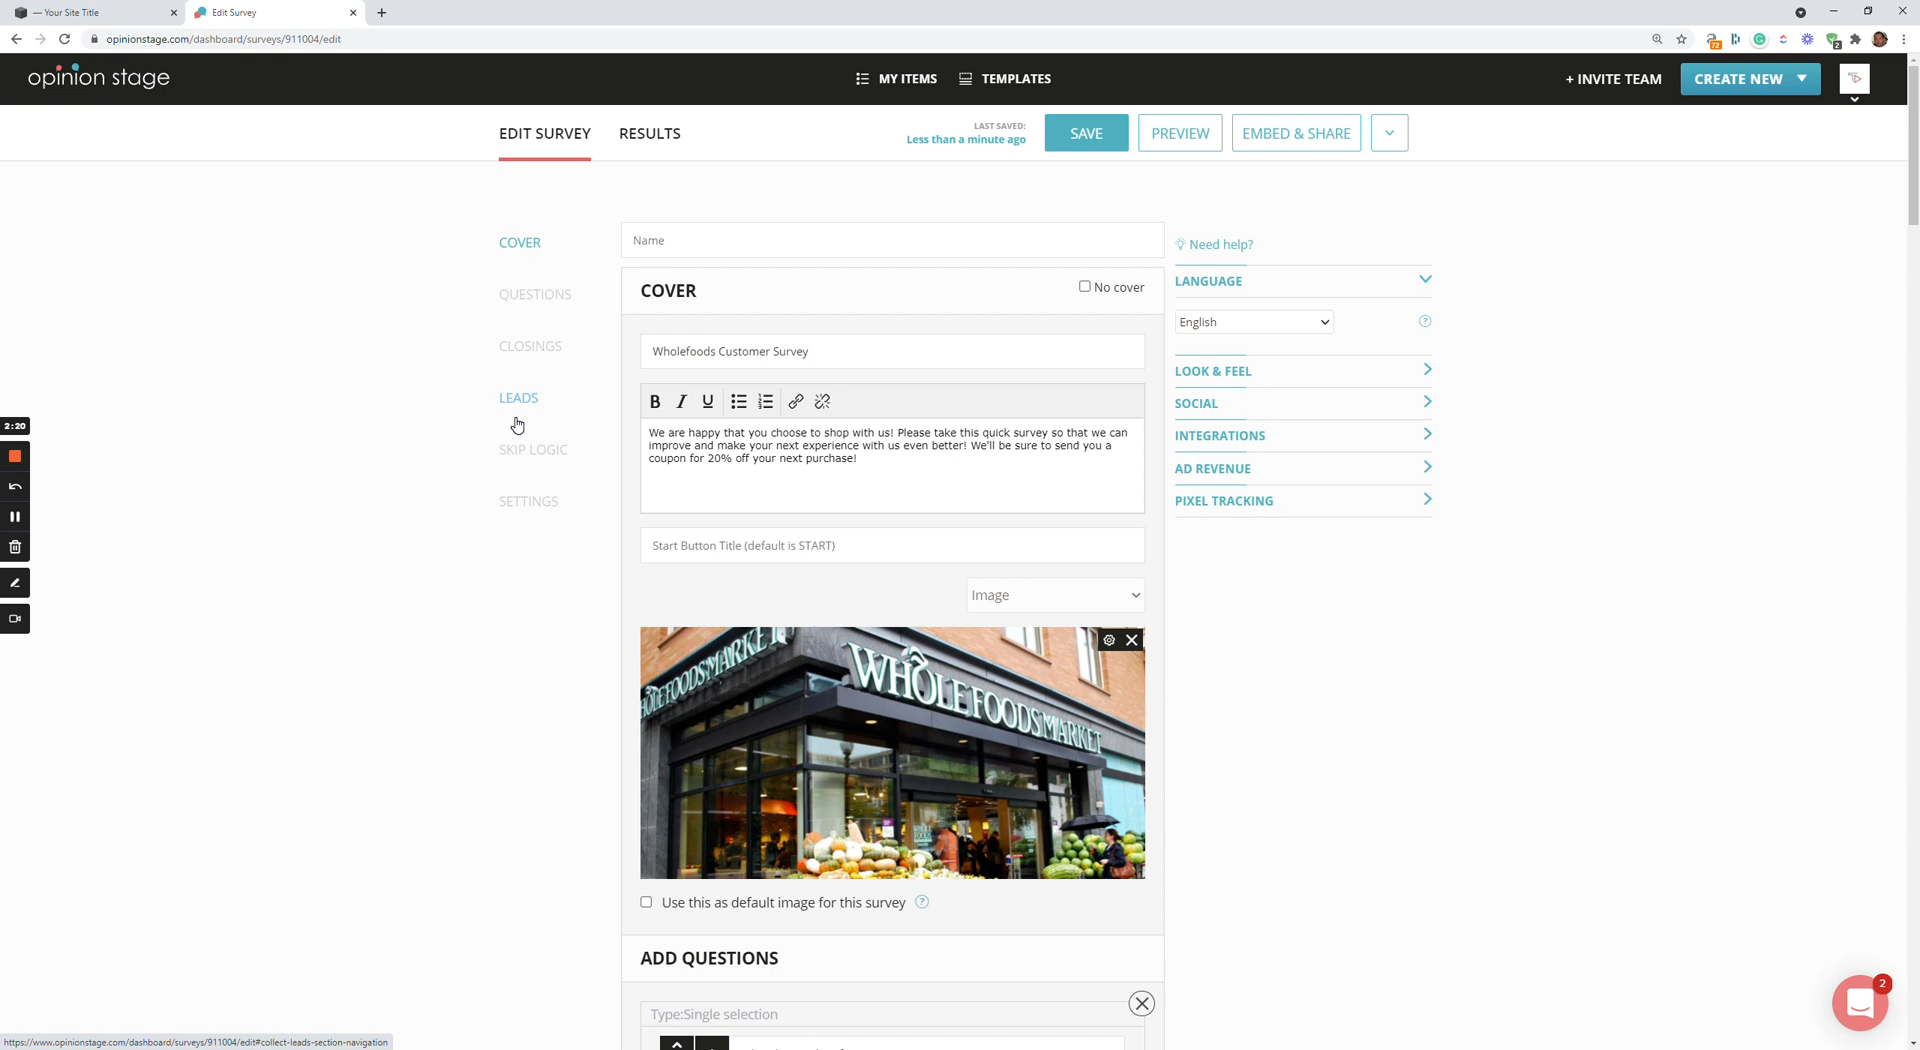 — Your Site Title
Edit Survey
opinionstage.com/dashboard/surveys/911004/edit
72
2
opinion stage
MY ITEMS
TEMPLATES
+ INVITE TEAM
CREATE NEW
EDIT SURVEY
RESULTS
LAST SAVED:
Less than a minute ago
SAVE
PREVIEW
EMBED & SHARE
COVER
QUESTIONS
CLOSINGS
LEADS
SKIP LOGIC
SETTINGS
2:20
Name
COVER
No cover
Wholefoods Customer Survey
B I U
We are happy that you choose to shop with us! Please take this quick survey so that we can
improve and make your next experience with us even better! We'll be sure to send you a
coupon for 20% off your next purchase!
Start Button Title (default is START)
Image
WHOLE FOODS MARKET
WHOLE FOODS MARKET
Use this as default image for this survey ?
ADD QUESTIONS
Type:Single selection
Need help?
LANGUAGE
English
?
LOOK & FEEL
SOCIAL
INTEGRATIONS
AD REVENUE
PIXEL TRACKING
2
https://www.opinionstage.com/dashboard/surveys/911004/edit#collect-leads-section-navigation